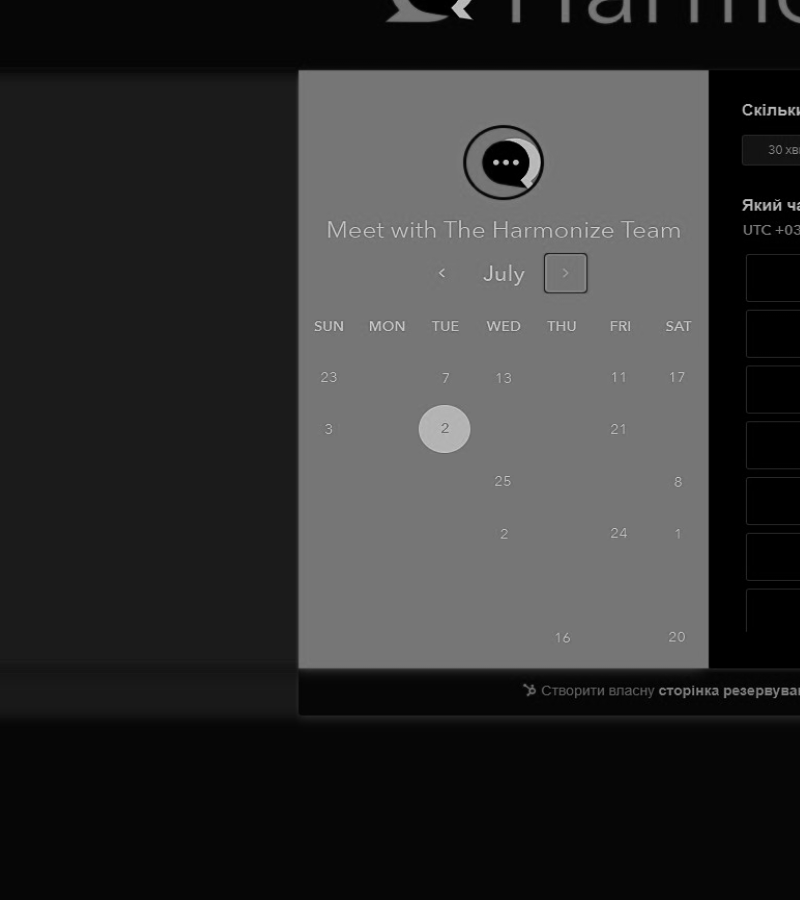 Harmo
Meet with The Harmonize Team
July
SUN MON TUE WED THU FRI SAT
23 7 13 11 17
3 2 21
25 8
2 24 1
16 20
Скільки
30 хви
Який ча
UTC +03
Створити власну сторінка резервува